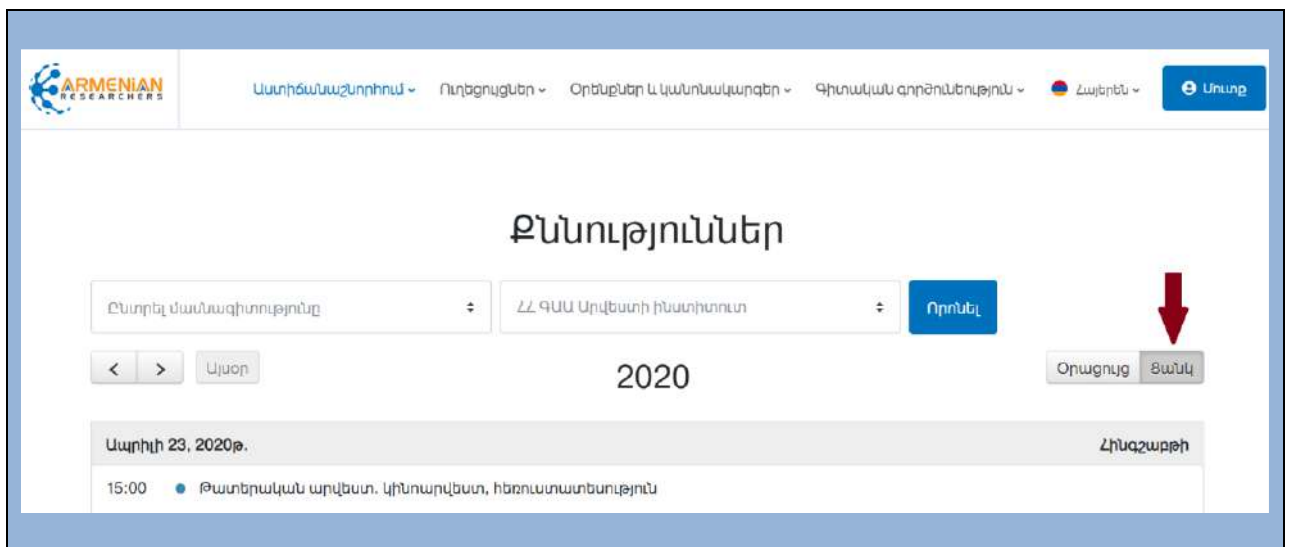 ARMENIAN
RESEARCHERS
Աստիճանաշնորհում Ուղեցույցներ Օրենքներ և կանոնակարգեր Գիտական գործունեություն Հայերեն Մուտք
Քննություններ
Ընտրել մասնագիտությունը ՀՀ ԳԱԱ Արվեստի ինստիտուտ Որոնել
< > Այսօր 2020 Օրացույց Ցանկ
Ապրիլի 23, 2020թ. Հինգշաբթի
15:00 Թատերական արվեստ. կինոարվեստ, հեռուստատեսություն